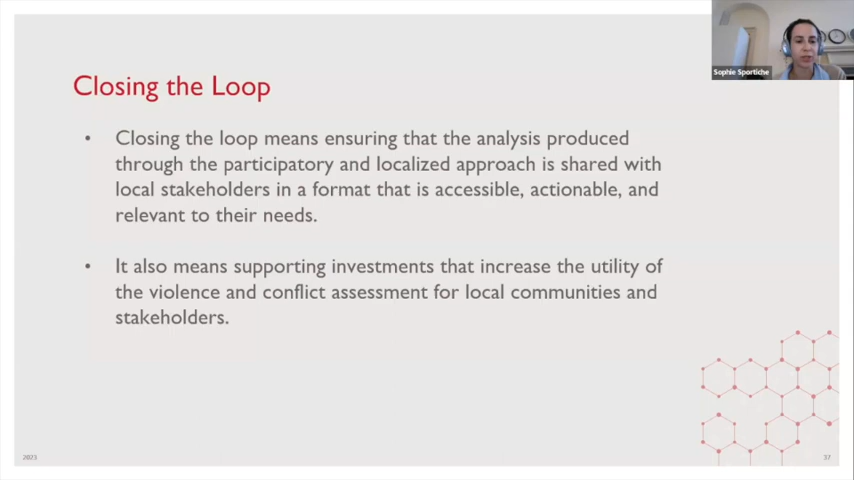 Sophie Sportiche
Closing the Loop
• Closing the loop means ensuring that the analysis produced
through the participatory and localized approach is shared with
local stakeholders in a format that is accessible, actionable, and
relevant to their needs.
• It also means supporting investments that increase the utility of
the violence and conflict assessment for local communities and
stakeholders.
2023
37